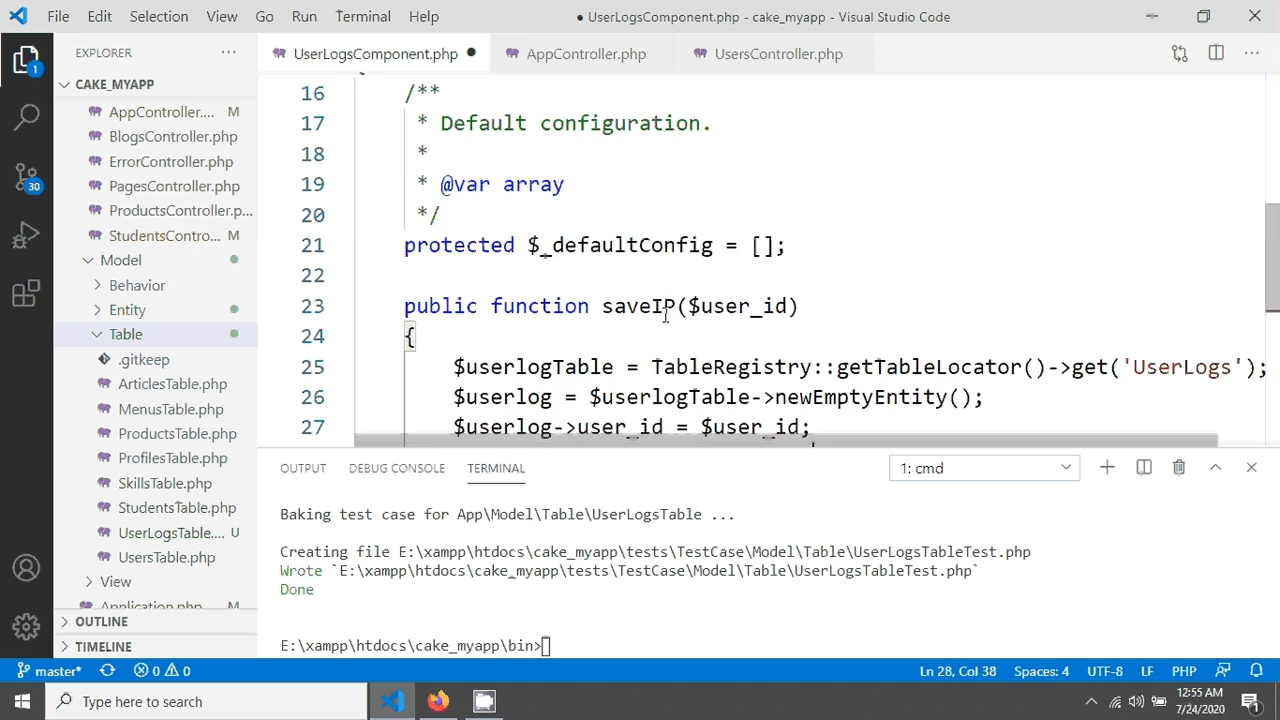 File Edit Selection View Go Run Terminal Help
● UserLogsComponent.php - cake_myapp - Visual Studio Code
EXPLORER ···
CAKE_MYAPP
AppController.... M
BlogsController.php
ErrorController.php
PagesController.php
ProductsController.p...
StudentsContro... M
Model
Behavior
Entity
Table
.gitkeep
ArticlesTable.php
MenusTable.php
ProductsTable.php
ProfilesTable.php
SkillsTable.php
StudentsTable.php
UserLogsTable.... U
UsersTable.php
View
Application.php M
OUTLINE
TIMELINE
1
30
UserLogsComponent.php ● AppController.php UsersController.php
16 /**
17 * Default configuration.
18 *
19 * @var array
20 */
21 protected $_defaultConfig = [];
22
23 public function saveIP($user_id)
24 {
25 $userlogTable = TableRegistry::getTableLocator()->get('UserLogs');
26 $userlog = $userlogTable->newEmptyEntity();
27 $userlog->user_id = $user_id;
OUTPUT DEBUG CONSOLE TERMINAL 1: cmd
Baking test case for App\Model\Table\UserLogsTable ...
Creating file E:\xampp\htdocs\cake_myapp\tests\TestCase\Model\Table\UserLogsTableTest.php
Wrote `E:\xampp\htdocs\cake_myapp\tests\TestCase\Model\Table\UserLogsTableTest.php`
Done
E:\xampp\htdocs\cake_myapp\bin>
master* 0 0 Ln 28, Col 38 Spaces: 4 UTF-8 LF PHP
Type here to search
12:55 AM
7/24/2020
1